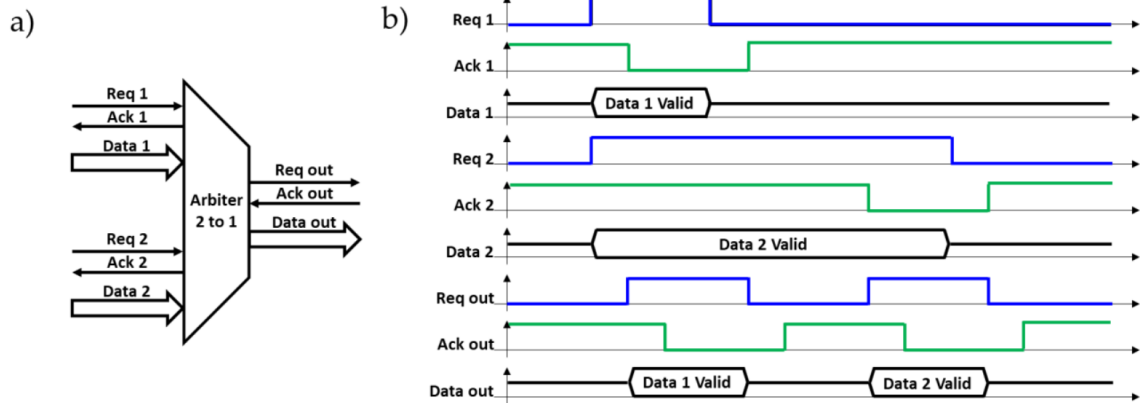 a)
Req 1
Ack 1
Data 1
Arbiter
2 to 1
Req out
Ack out
Data out
Req 2
Ack 2
Data 2
b)
Req 1
Ack 1
Data 1
Data 1 Valid
Req 2
Ack 2
Data 2
Data 2 Valid
Req out
Ack out
Data out
Data 1 Valid
Data 2 Valid